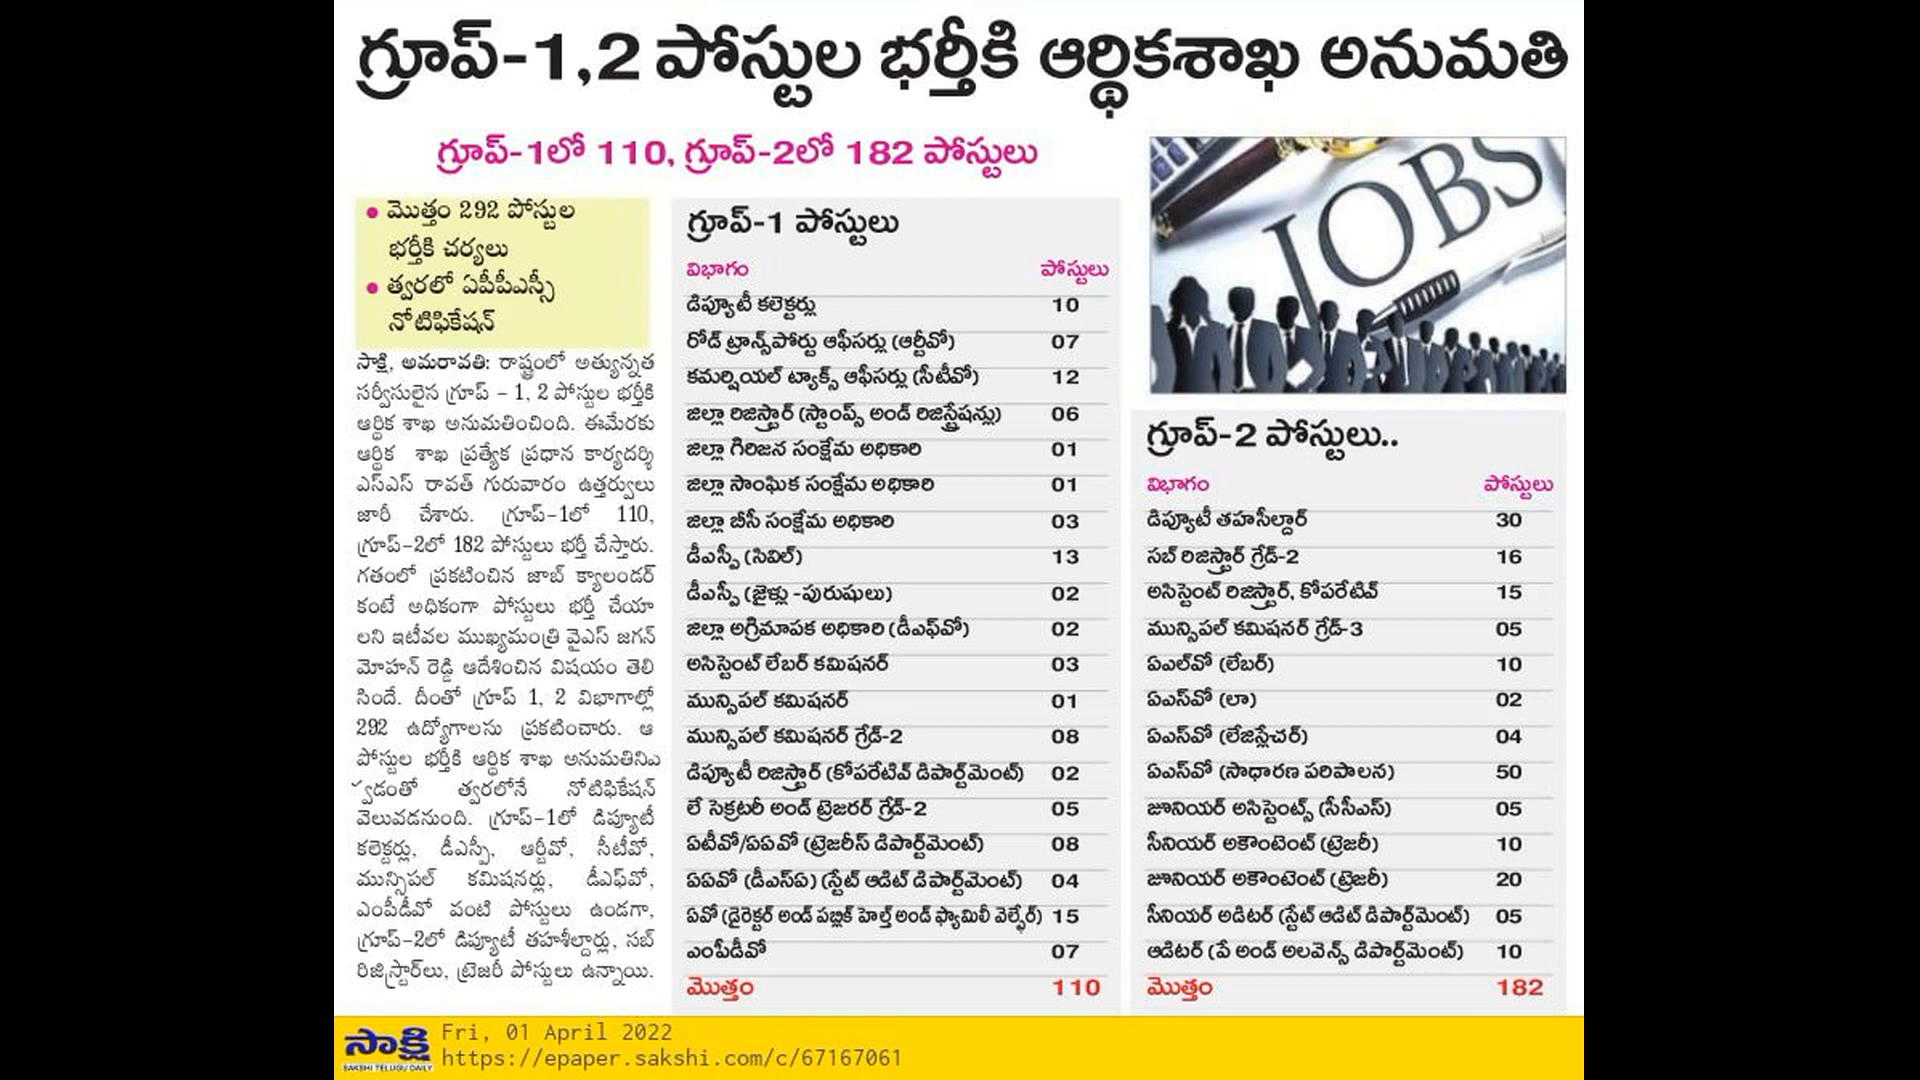 గ్రూప్-1,2 పోస్టుల భర్తీకి ఆర్థికశాఖ అనుమతి
గ్రూప్-1లో 110, గ్రూప్-2లో 182 పోస్టులు
● మొత్తం 292 పోస్టుల
భర్తీకి చర్యలు
● త్వరలో ఏపీపీఎస్సీ
నోటిఫికేషన్
సాక్షి, అమరావతి: రాష్ట్రంలో అత్యున్నత
సర్వీసులైన గ్రూప్ – 1, 2 పోస్టుల భర్తీకి
ఆర్థిక శాఖ అనుమతించింది. ఈమేరకు
ఆర్థిక శాఖ ప్రత్యేక ప్రధాన కార్యదర్శి
ఎస్ఎస్ రావత్ గురువారం ఉత్తర్వులు
జారీ చేశారు. గ్రూప్–1లో 110,
గ్రూప్–2లో 182 పోస్టులు భర్తీ చేస్తారు.
గతంలో ప్రకటించిన జాబ్ క్యాలండర్
కంటే అధికంగా పోస్టులు భర్తీ చేయా
లని ఇటీవల ముఖ్యమంత్రి వైఎస్ జగన్
మోహన్ రెడ్డి ఆదేశించిన విషయం తెలి
సిందే. దీంతో గ్రూప్ 1, 2 విభాగాల్లో
292 ఉద్యోగాలను ప్రకటించారు. ఆ
పోస్టుల భర్తీకి ఆర్థిక శాఖ అనుమతినివ
్వడంతో త్వరలోనే నోటిఫికేషన్
వెలువడనుంది. గ్రూప్–1లో డిప్యూటీ
కలెక్టర్లు, డీఎస్పీ, ఆర్టీవో, సీటీవో,
మున్సిపల్ కమిషనర్లు, డీఎఫ్‌వో,
ఎంపీడీవో వంటి పోస్టులు ఉండగా,
గ్రూప్–2లో డిప్యూటీ తహశీల్దార్లు, సబ్
రిజిస్ట్రార్‌లు, ట్రెజరీ పోస్టులు ఉన్నాయి.
గ్రూప్-1 పోస్టులు
విభాగం పోస్టులు
డిప్యూటీ కలెక్టర్లు 10
రోడ్ ట్రాన్స్‌పోర్టు ఆఫీసర్లు (ఆర్టీవో) 07
కమర్షియల్ ట్యాక్స్ ఆఫీసర్లు (సీటీవో) 12
జిల్లా రిజిస్ట్రార్ (స్టాంప్స్ అండ్ రిజిస్ట్రేషన్లు) 06
జిల్లా గిరిజన సంక్షేమ అధికారి 01
జిల్లా సాంఘిక సంక్షేమ అధికారి 01
జిల్లా బీసీ సంక్షేమ అధికారి 03
డీఎస్పీ (సివిల్) 13
డీఎస్పీ (జైళ్లు -పురుషులు) 02
జిల్లా అగ్రిమాపక అధికారి (డీఎఫ్‌వో) 02
అసిస్టెంట్ లేబర్ కమిషనర్ 03
మున్సిపల్ కమిషనర్ 01
మున్సిపల్ కమిషనర్ గ్రేడ్-2 08
డిప్యూటీ రిజిస్ట్రార్ (కోపరేటివ్ డిపార్ట్‌మెంట్) 02
లే సెక్రటరీ అండ్ ట్రెజరర్ గ్రేడ్-2 05
ఏటీవో/ఏఏవో (ట్రెజరీస్ డిపార్ట్‌మెంట్) 08
ఏఏవో (డీఎస్ఏ) (స్టేట్ ఆడిట్ డిపార్ట్‌మెంట్) 04
ఏవో (డైరెక్టర్ అండ్ పబ్లిక్ హెల్త్ అండ్ ఫ్యామిలీ వెల్ఫేర్) 15
ఎంపీడీవో 07
మొత్తం 110
JOBS
గ్రూప్-2 పోస్టులు..
విభాగం పోస్టులు
డిప్యూటీ తహసీల్దార్ 30
సబ్ రిజిస్ట్రార్ గ్రేడ్-2 16
అసిస్టెంట్ రిజిస్ట్రార్, కోపరేటివ్ 15
మున్సిపల్ కమిషనర్ గ్రేడ్-3 05
ఏఎల్‌వో (లేబర్) 10
ఏఎస్‌వో (లా) 02
ఏఎస్‌వో (లేజిస్లేచర్) 04
ఏఎస్‌వో (సాధారణ పరిపాలన) 50
జూనియర్ అసిస్టెంట్స్ (సీసీఎస్) 05
సీనియర్ అకౌంటెంట్ (ట్రెజరీ) 10
జూనియర్ అకౌంటెంట్ (ట్రెజరీ) 20
సీనియర్ అడిటర్ (స్టేట్ ఆడిట్ డిపార్ట్‌మెంట్) 05
ఆడిటర్ (పే అండ్ అలవెన్స్ డిపార్ట్‌మెంట్) 10
మొత్తం 182
సాక్షి
SAKSHI TELUGU DAILY
Fri, 01 April 2022
https://epaper.sakshi.com/c/67167061